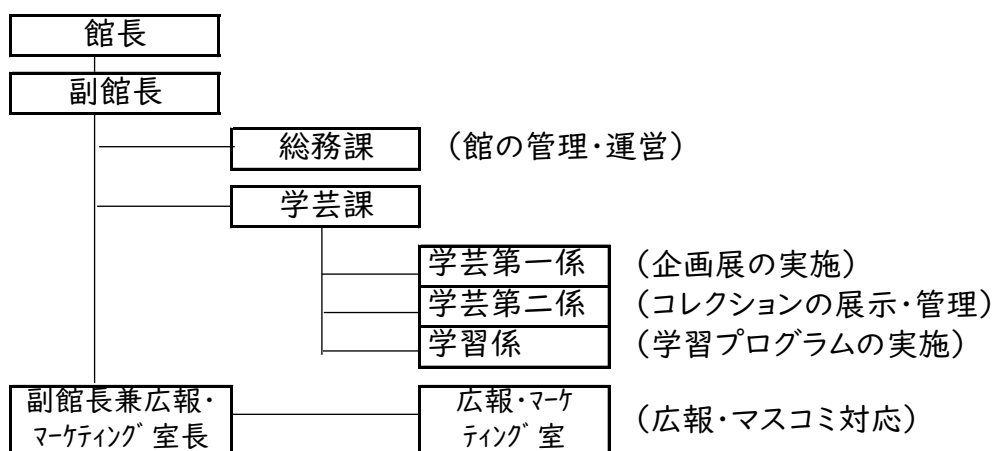 館長
副館長
総務課 (館の管理・運営)
学芸課
学芸第一係 (企画展の実施)
学芸第二係 (コレクションの展示・管理)
学習係 (学習プログラムの実施)
副館長兼広報・
ﾏｰｹﾃｨﾝｸﾞ室長
広報・ﾏｰｹ
ﾃｨﾝｸﾞ室
(広報・マスコミ対応)